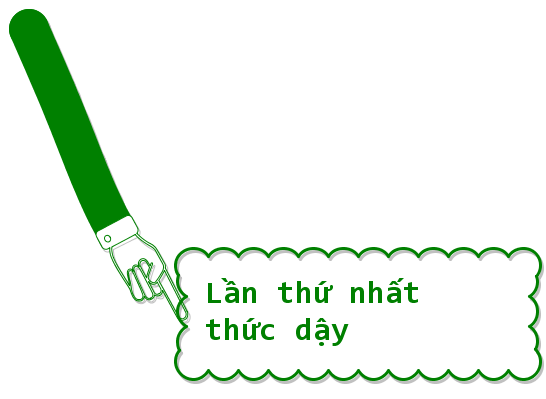 Lần thứ nhất
thức dậy